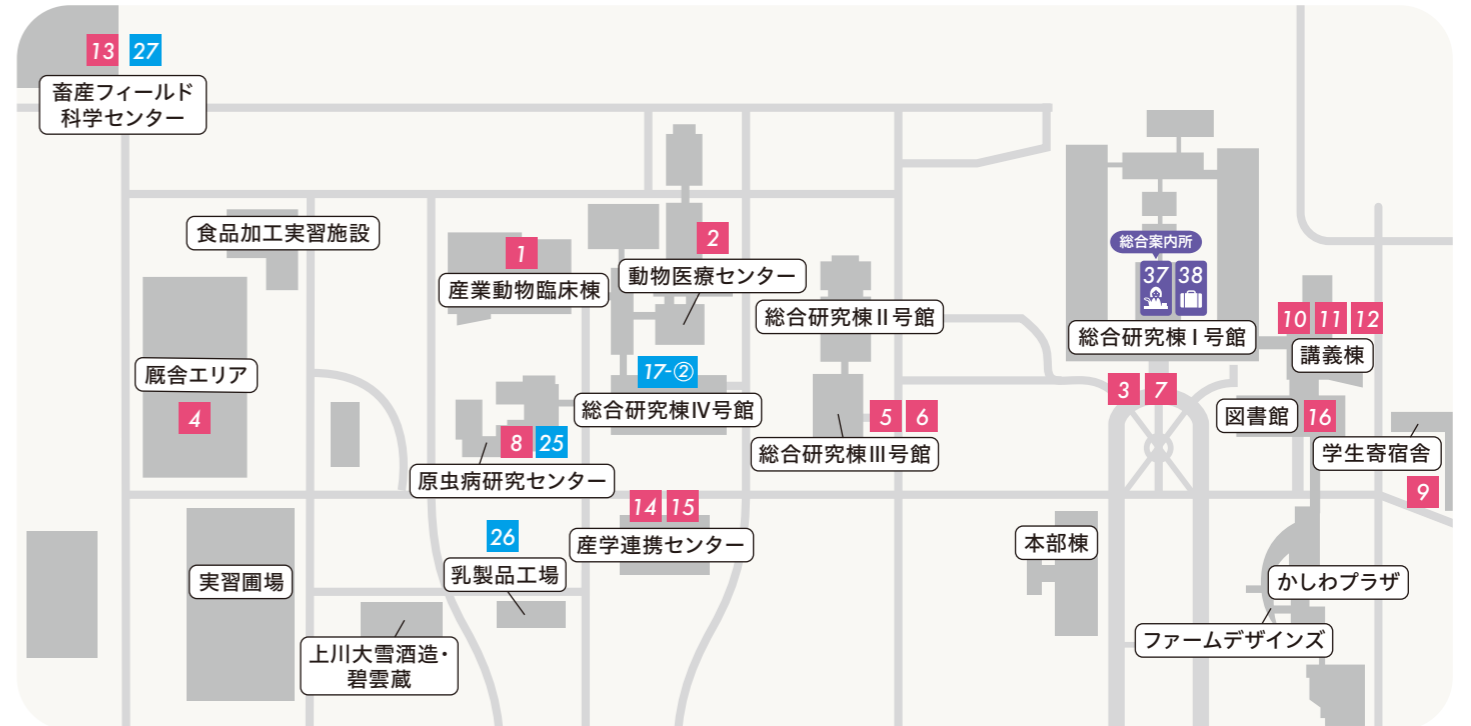 13 27
畜産フィールド
科学センター
食品加工実習施設
1
産業動物臨床棟
2
動物医療センター
総合研究棟Ⅱ号館
総合案内所
37 38
総合研究棟Ⅰ号館
10 11 12
講義棟
厩舎エリア
4
17-②
総合研究棟Ⅳ号館
5 6
総合研究棟Ⅲ号館
3 7
図書館 16
学生寄宿舎
9
8 25
原虫病研究センター
14 15
産学連携センター
26
乳製品工場
実習圃場
本部棟
かしわプラザ
ファームデザインズ
上川大雪酒造・
碧雲蔵